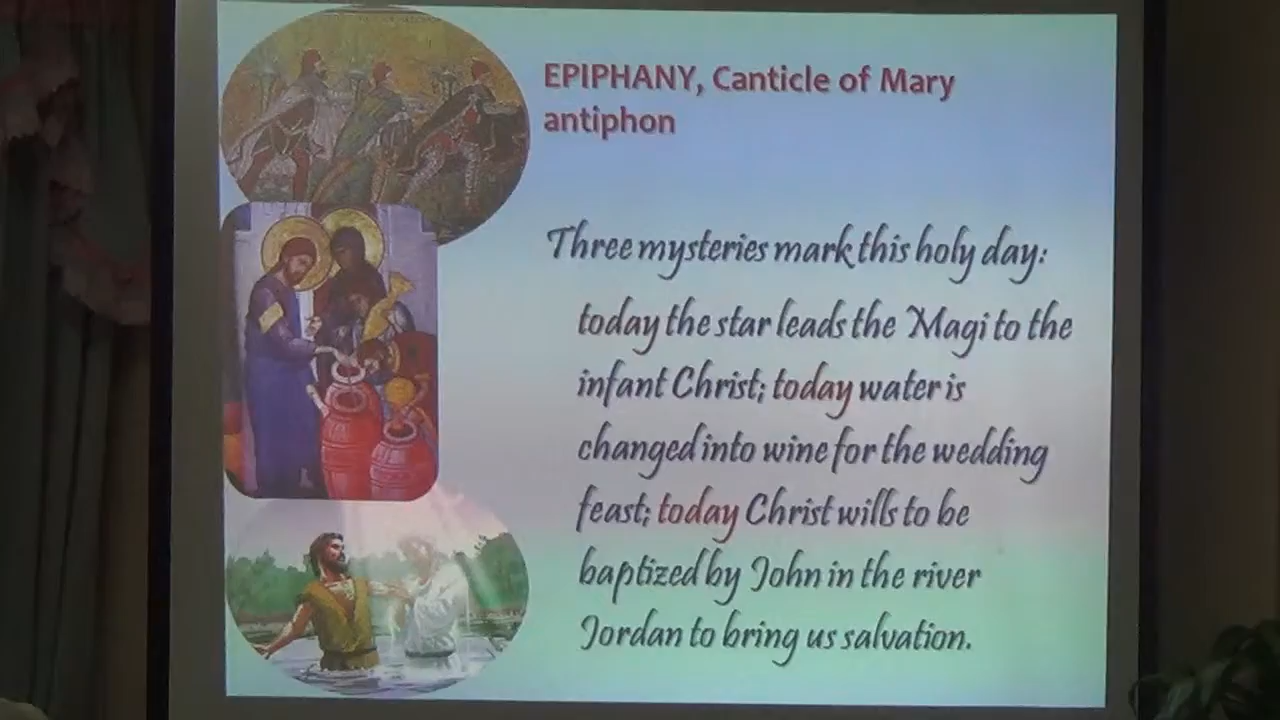 EPIPHANY, Canticle of Mary
antiphon
Three mysteries mark this holy day:
today the star leads the Magi to the
infant Christ; today water is
changed into wine for the wedding
feast; today Christ wills to be
baptized by John in the river
Jordan to bring us salvation.